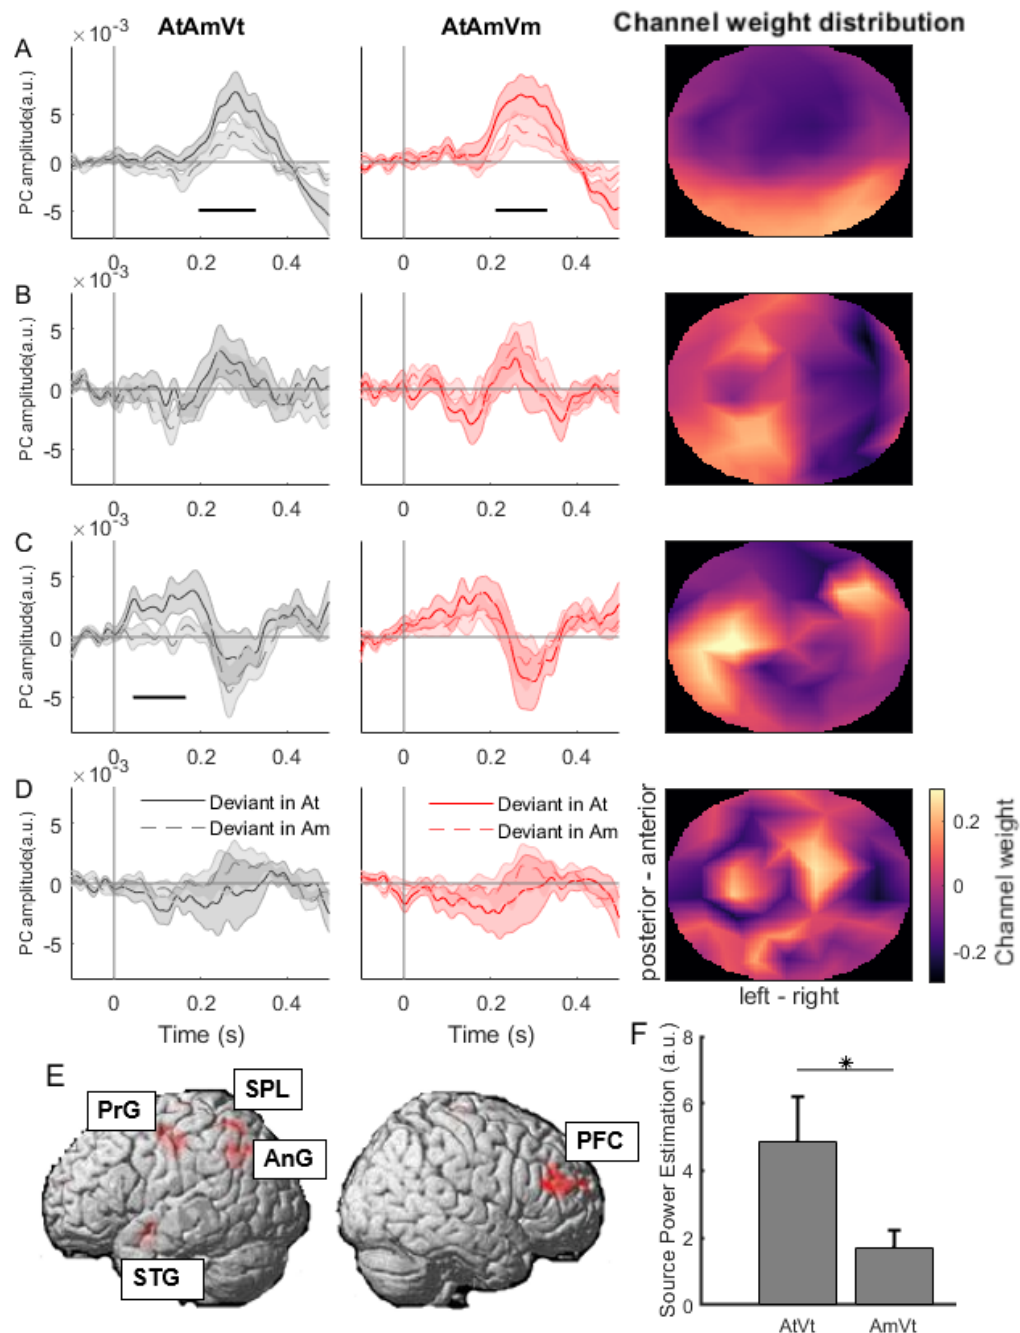 AtAmVt AtAmVm Channel weight distribution
A ×10⁻³
PC amplitude(a.u.)
5
0
-5
0 0.2 0.4 0 0.2 0.4
B ×10⁻³
PC amplitude(a.u.)
5
0
-5
0 0.2 0.4 0 0.2 0.4
C ×10⁻³
PC amplitude(a.u.)
5
0
-5
0 0.2 0.4 0 0.2 0.4
D ×10⁻³
PC amplitude(a.u.)
5
0
-5
Deviant in At
Deviant in Am
Deviant in At
Deviant in Am
0 0.2 0.4 0 0.2 0.4
Time (s) Time (s)
posterior - anterior
left - right
0.2
0
-0.2
Channel weight
E
PrG
SPL
AnG
STG
PFC
F
Source Power Estimation (a.u.)
8
6
4
2
0
*
AtVt AmVt